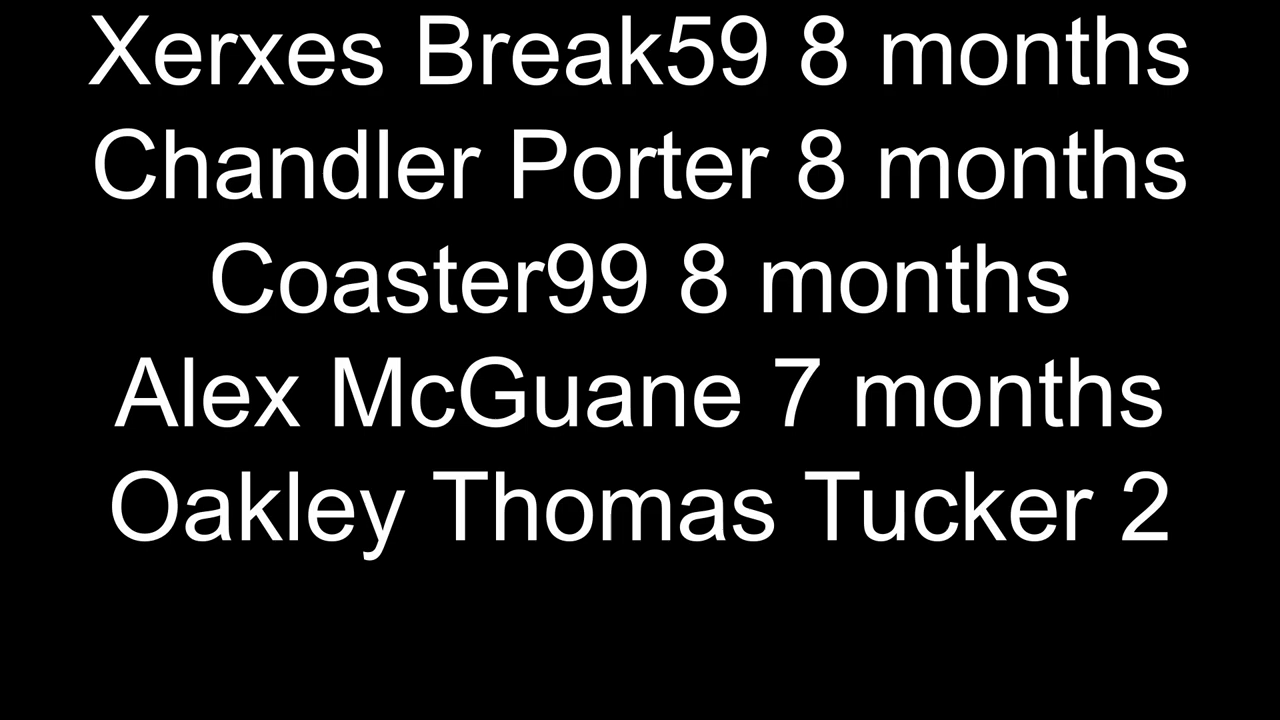 Xerxes Break59 8 months
Chandler Porter 8 months
Coaster99 8 months
Alex McGuane 7 months
Oakley Thomas Tucker 2